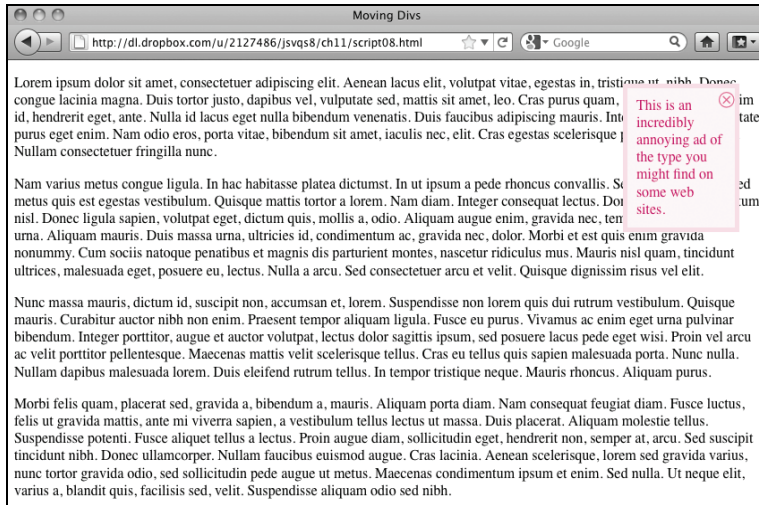 Moving Divs
http://dl.dropbox.com/u/2127486/jsvqs8/ch11/script08.html
Google
Lorem ipsum dolor sit amet, consectetuer adipiscing elit. Aenean lacus elit, volutpat vitae, egestas in, tristique ut, nibh. Donec
congue lacinia magna. Duis tortor justo, dapibus vel, vulputate sed, mattis sit amet, leo. Cras purus quam,
id, hendrerit eget, ante. Nulla id lacus eget nulla bibendum venenatis. Duis faucibus adipiscing mauris.
purus eget enim. Nam odio eros, porta vitae, bibendum sit amet, iaculis nec, elit. Cras egestas scelerisque
Nullam consectetuer fringilla nunc.
This is an
incredibly
annoying ad of
the type you
might find on
some web
sites.
Nam varius metus congue ligula. In hac habitasse platea dictumst. In ut ipsum a pede rhoncus convallis.
metus quis est egestas vestibulum. Quisque mattis tortor a lorem. Nam diam. Integer consequat lectus.
nisl. Donec ligula sapien, volutpat eget, dictum quis, mollis a, odio. Aliquam augue enim, gravida nec,
urna. Aliquam mauris. Duis massa urna, ultricies id, condimentum ac, gravida nec, dolor. Morbi et est quis enim gravida
nonummy. Cum sociis natoque penatibus et magnis dis parturient montes, nascetur ridiculus mus. Mauris nisl quam, tincidunt
ultrices, malesuada eget, posuere eu, lectus. Nulla a arcu. Sed consectetuer arcu et velit. Quisque dignissim risus vel elit.
Nunc massa mauris, dictum id, suscipit non, accumsan et, lorem. Suspendisse non lorem quis dui rutrum vestibulum. Quisque
mauris. Curabitur auctor nibh non enim. Praesent tempor aliquam ligula. Fusce eu purus. Vivamus ac enim eget urna pulvinar
bibendum. Integer porttitor, augue et auctor volutpat, lectus dolor sagittis ipsum, sed posuere lacus pede eget wisi. Proin vel arcu
ac velit porttitor pellentesque. Maecenas mattis velit scelerisque tellus. Cras eu tellus quis sapien malesuada porta. Nunc nulla.
Nullam dapibus malesuada lorem. Duis eleifend rutrum tellus. In tempor tristique neque. Mauris rhoncus. Aliquam purus.
Morbi felis quam, placerat sed, gravida a, bibendum a, mauris. Aliquam porta diam. Nam consequat feugiat diam. Fusce luctus,
felis ut gravida mattis, ante mi viverra sapien, a vestibulum tellus lectus ut massa. Duis placerat. Aliquam molestie tellus.
Suspendisse potenti. Fusce aliquet tellus a lectus. Proin augue diam, sollicitudin eget, hendrerit non, semper at, arcu. Sed suscipit
tincidunt nibh. Donec ullamcorper. Nullam faucibus euismod augue. Cras lacinia. Aenean scelerisque, lorem sed gravida varius,
nunc tortor gravida odio, sed sollicitudin pede augue ut metus. Maecenas condimentum ipsum et enim. Sed nulla. Ut neque elit,
varius a, blandit quis, facilisis sed, velit. Suspendisse aliquam odio sed nibh.